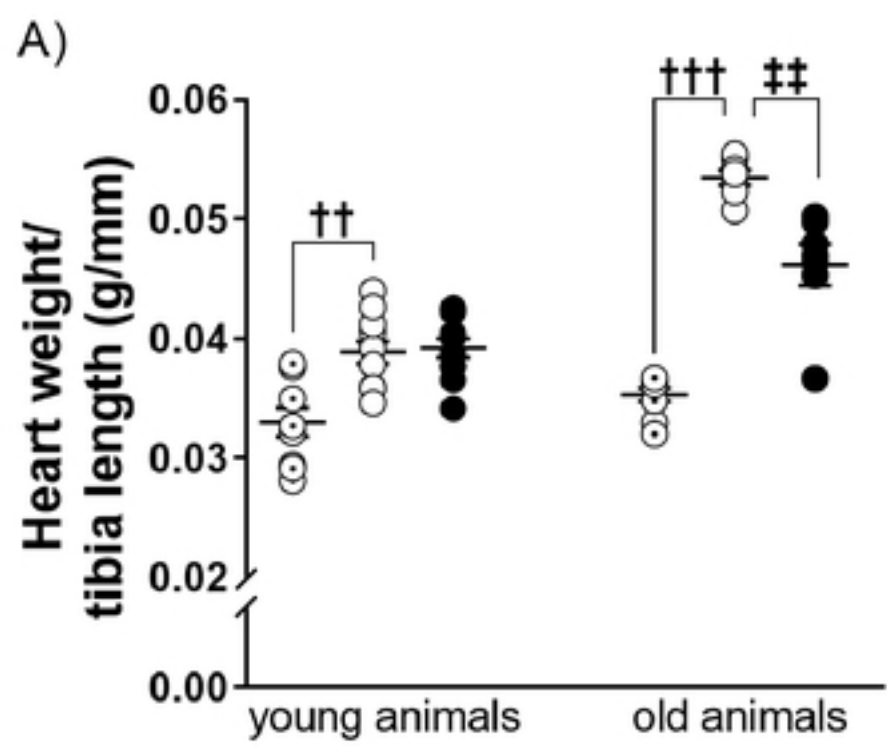 A)
Heart weight/
tibia length (g/mm)
0.06
0.05
0.04
0.03
0.02
0.00
††
†††
‡‡
young animals
old animals